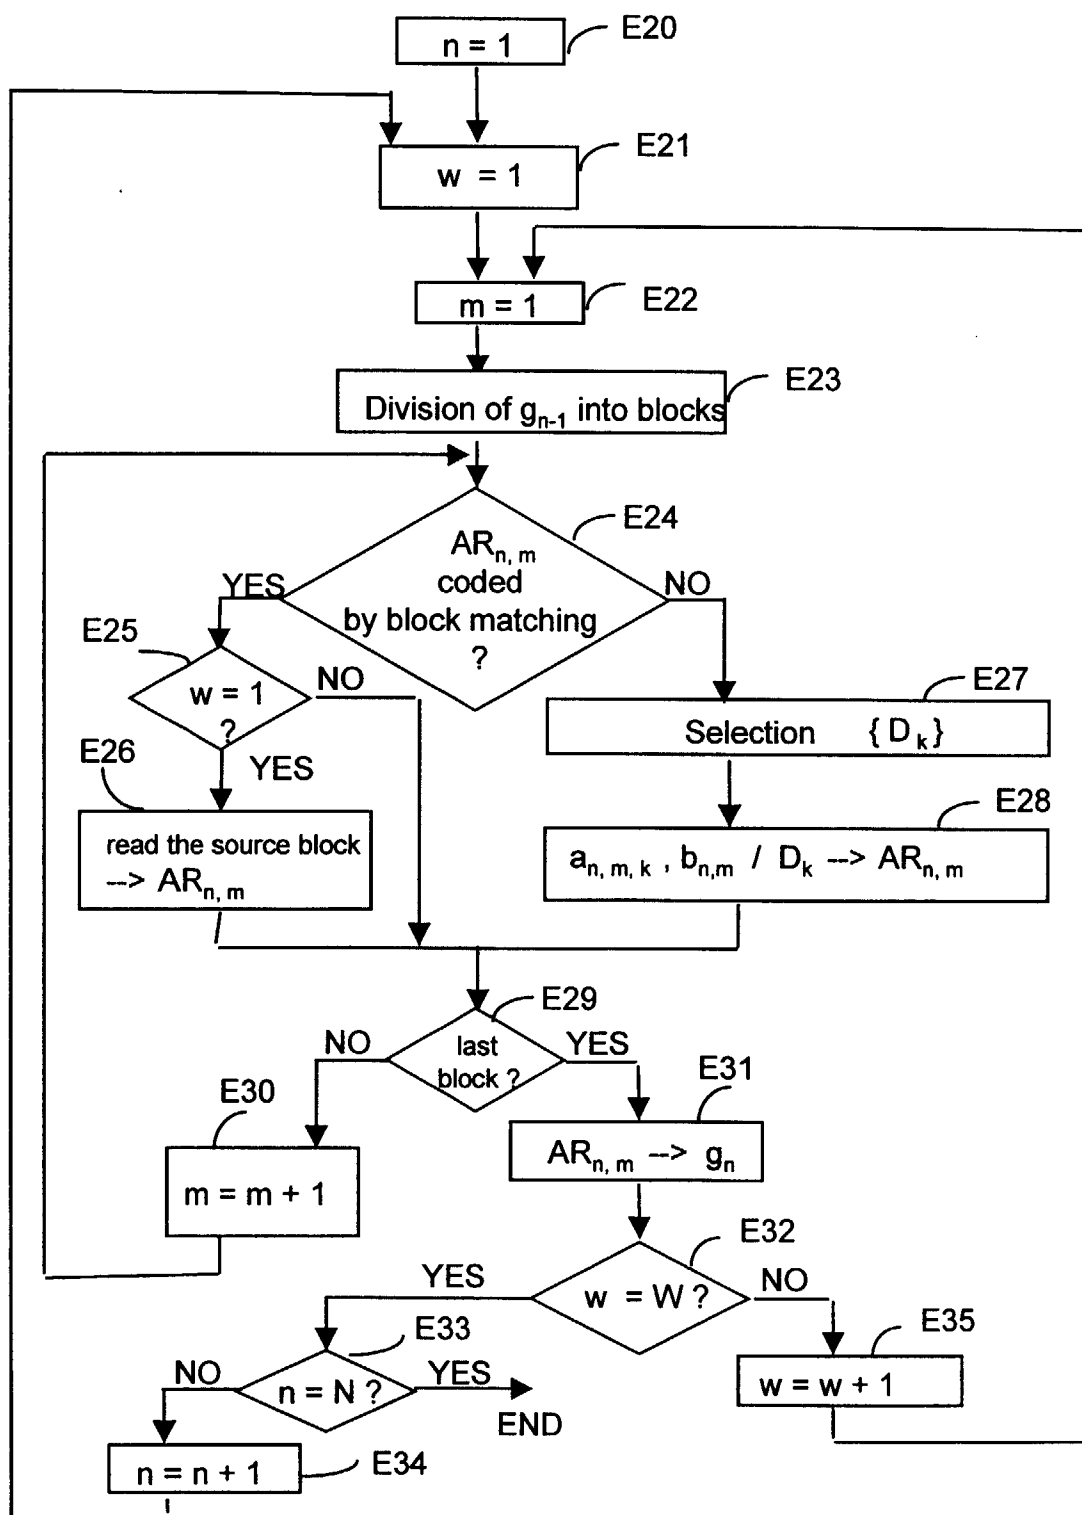 n = 1
E20
w = 1
E21
m = 1
E22
Division of gn-1 into blocks
E23
ARn, m
coded
by block matching
?
E24
YES
NO
E25
w = 1
?
NO
YES
E26
read the source block
--> ARn, m
E27
Selection { Dk }
E28
an, m, k , bn,m / Dk --> ARn, m
E29
last
block ?
NO
YES
E30
m = m + 1
E31
ARn, m --> gn
E32
w = W ?
YES
NO
E33
n = N ?
NO
YES
END
E35
w = w + 1
n = n + 1
E34